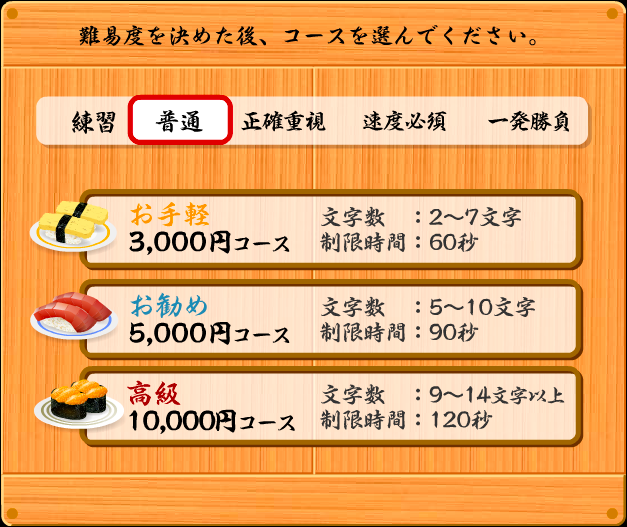 難易度を決めた後、コースを選んでください。
練習 普通 正確重視 速度必須 一発勝負
お手軽
3,000円コース
文字数 ：2～7文字
制限時間：60秒
お勧め
5,000円コース
文字数 ：5～10文字
制限時間：90秒
高級
10,000円コース
文字数 ：9～14文字以上
制限時間：120秒